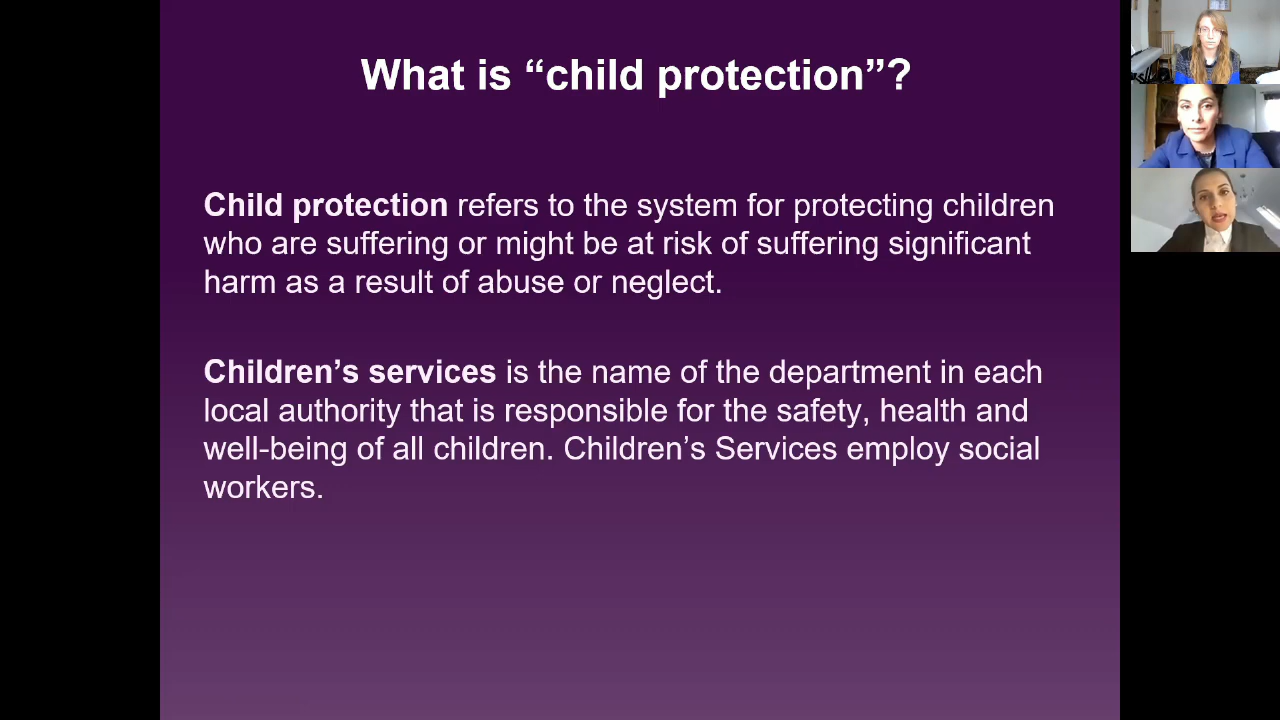 What is “child protection”?
Child protection refers to the system for protecting children
who are suffering or might be at risk of suffering significant
harm as a result of abuse or neglect.
Children’s services is the name of the department in each
local authority that is responsible for the safety, health and
well-being of all children. Children’s Services employ social
workers.